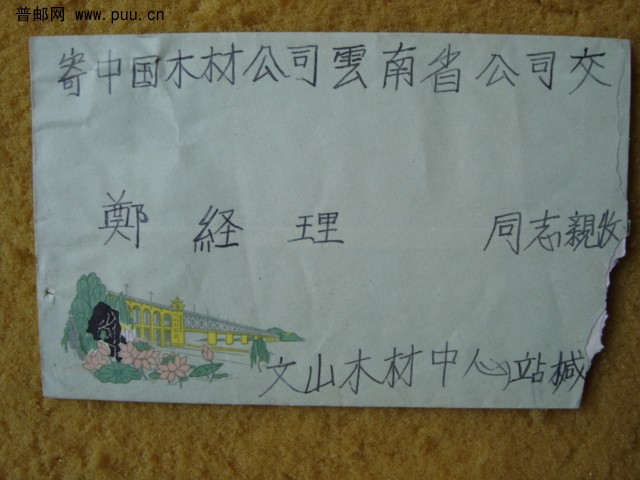 普邮网 www.puu.cn
寄中国木材公司雲南省公司交
鄭経理 同志親收
文山木材中心站椷